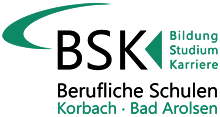 BSK
Bildung
Studium
Karriere
Berufliche Schulen
Korbach · Bad Arolsen